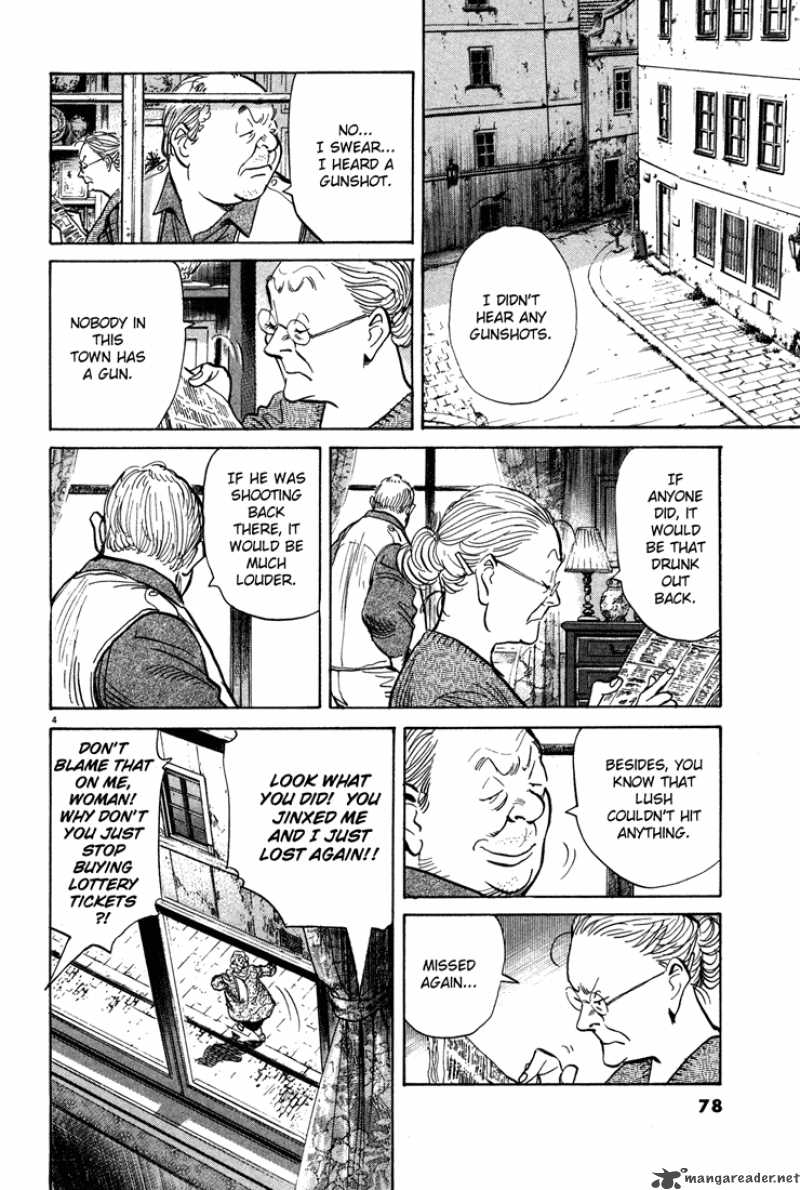 I DIDN'T
HEAR ANY
GUNSHOTS.
NO...
I SWEAR...
I HEARD A
GUNSHOT.
NOBODY IN
THIS
TOWN HAS
A GUN.
IF
ANYONE
DID, IT
WOULD
BE THAT
DRUNK
OUT
BACK.
IF HE WAS
SHOOTING
BACK
THERE, IT
WOULD BE
MUCH
LOUDER.
4
BESIDES, YOU
KNOW THAT
LUSH
COULDN'T HIT
ANYTHING.
MISSED
AGAIN...
LOOK WHAT
YOU DID! YOU
JINXED ME
AND I JUST
LOST AGAIN!!
DON'T
BLAME THAT
ON ME,
WOMAN!
WHY DON'T
YOU JUST
STOP
BUYING
LOTTERY
TICKETS
?!
78
mangareader.net